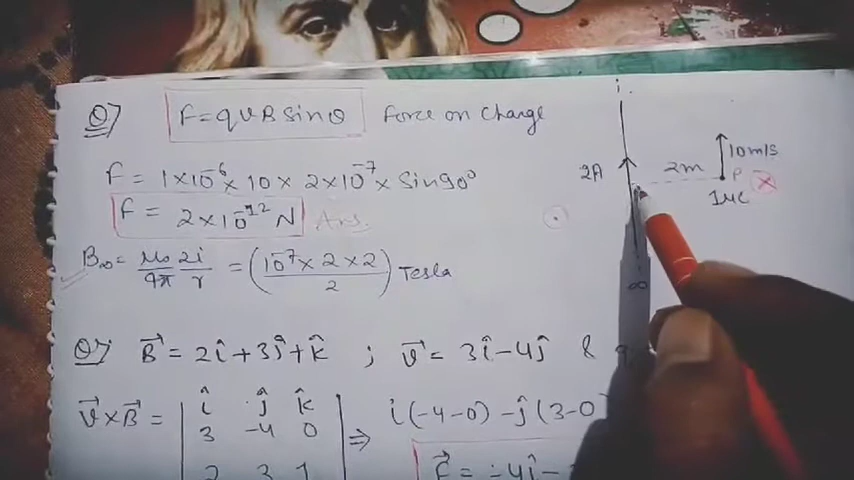 Q7 F = qVB sinθ Force on Charge
F = 1×10⁻⁶ × 10 × 2×10⁻⁷ × Sin90°
F = 2×10⁻¹² N Ans.
B∞ = μ₀/4π 2i/r = (10⁻⁷ × 2 × 2 / 2) Tesla
2A 2m 10m/s
P
1μc
∞
Q7 B⃗ = 2î + 3ĵ + k̂ ; v⃗ = 3î - 4ĵ &
v⃗ × B⃗ = | î ĵ k̂ | ⇒ i(-4-0) - ĵ(3-0)
3 -4 0
2 3 1 F⃗ = -4î -